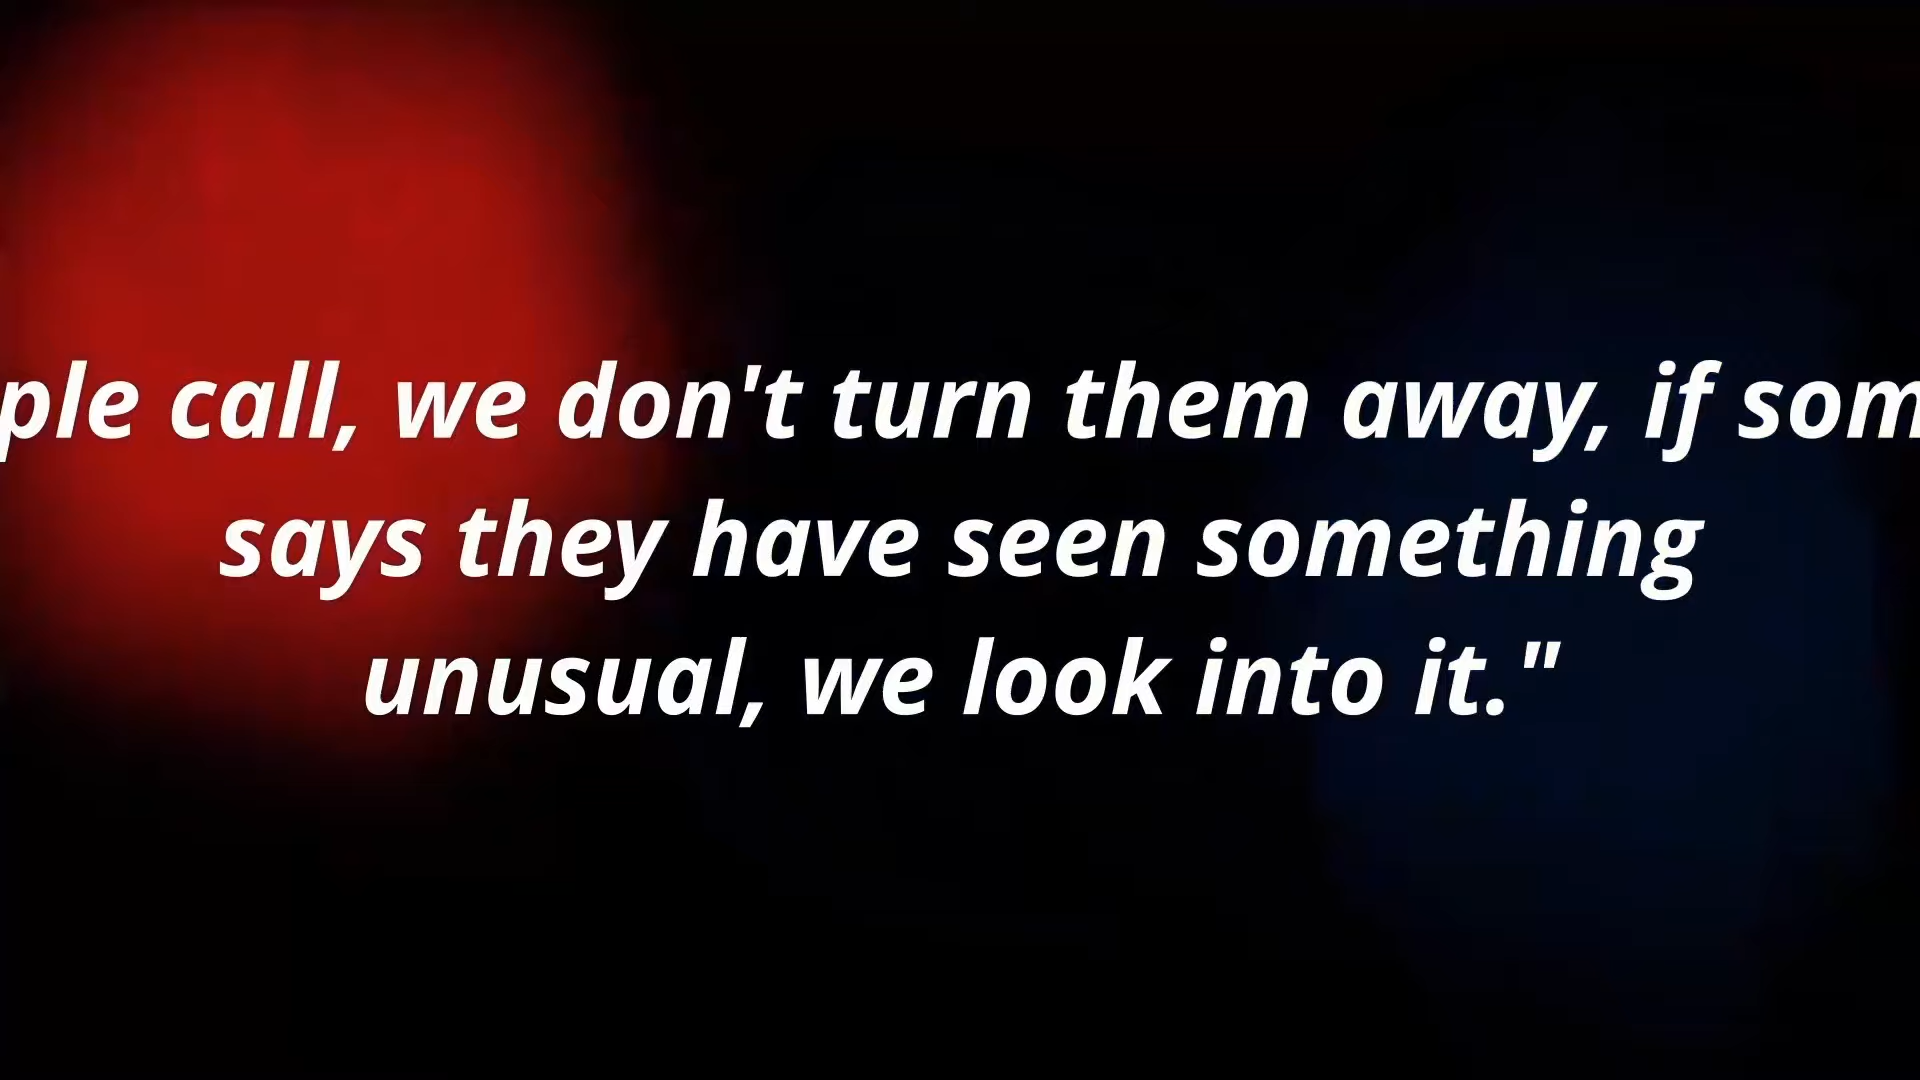 ple call, we don't turn them away, if som
says they have seen something
unusual, we look into it."